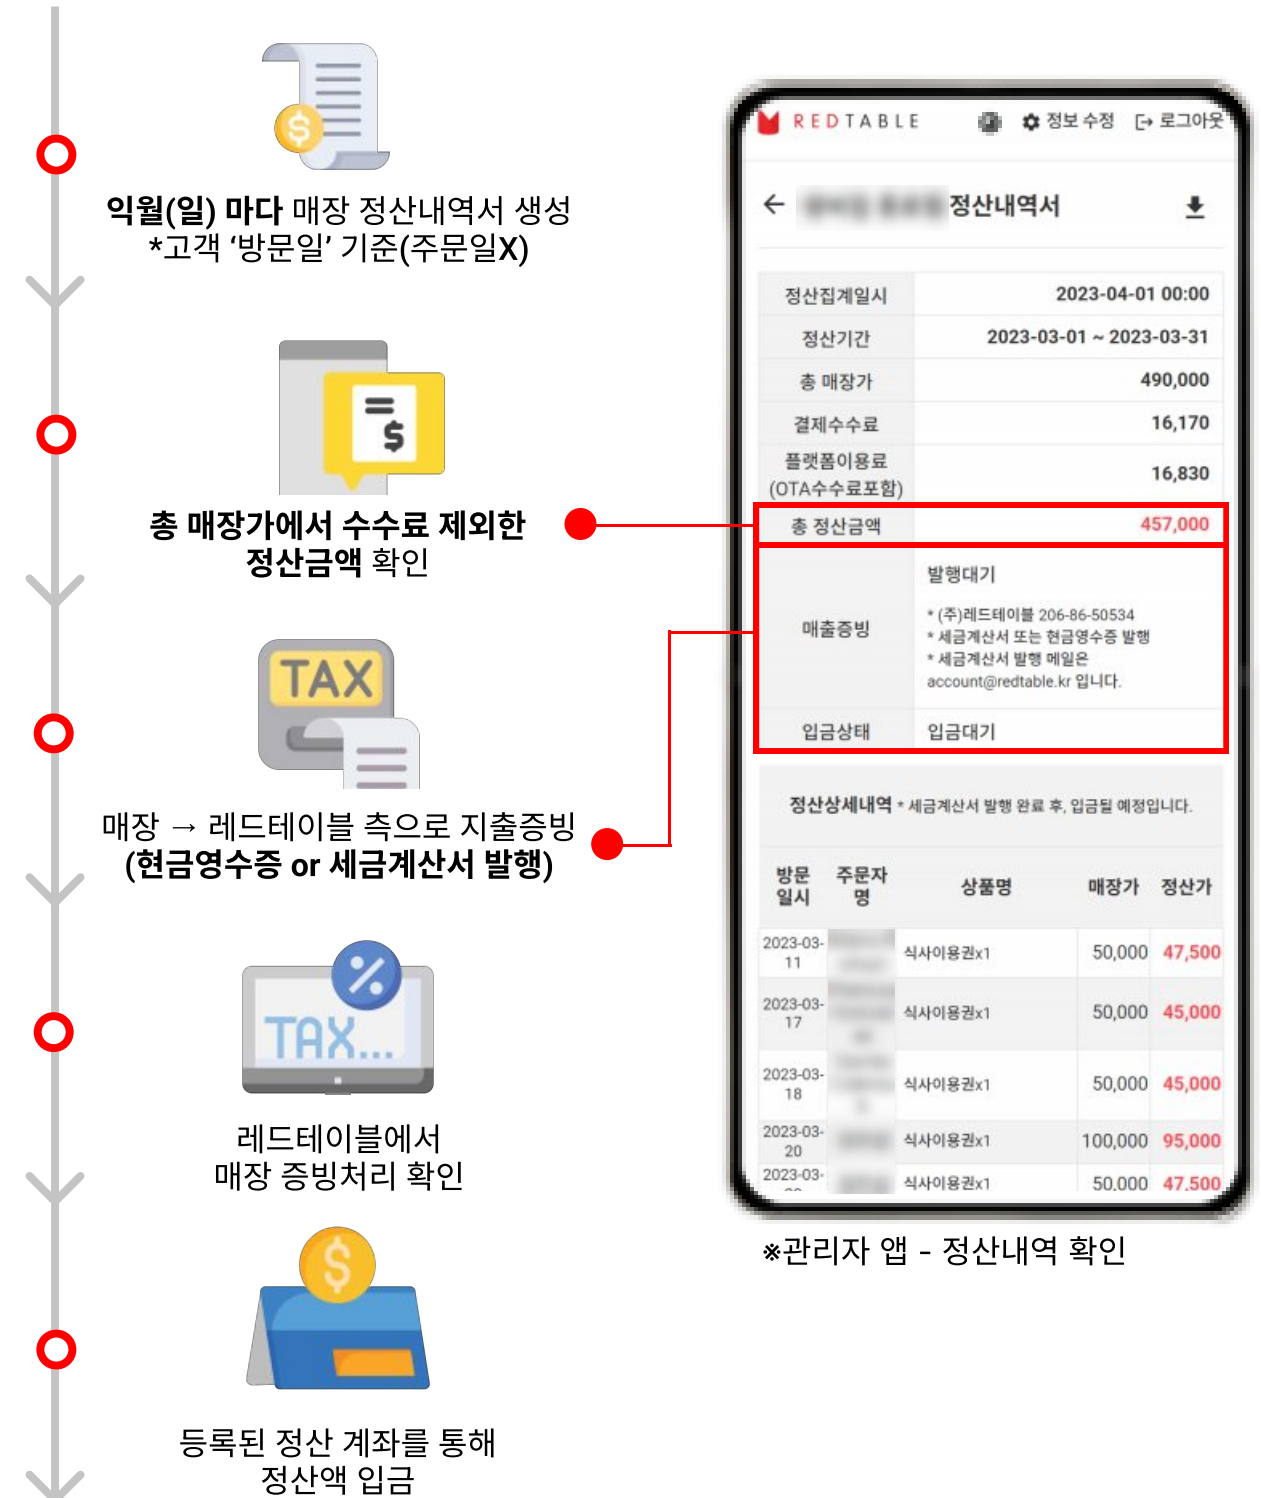 익월(일) 마다 매장 정산내역서 생성
*고객 ‘방문일’ 기준(주문일X)
총 매장가에서 수수료 제외한
정산금액 확인
TAX
매장 → 레드테이블 측으로 지출증빙
(현금영수증 or 세금계산서 발행)
TAX...
레드테이블에서
매장 증빙처리 확인
등록된 정산 계좌를 통해
정산액 입금
REDTABLE 정보 수정 로그아웃
정산내역서
정산집계일시 2023-04-01 00:00
정산기간 2023-03-01 ~ 2023-03-31
총 매장가 490,000
결제수수료 16,170
플랫폼이용료
(OTA수수료포함) 16,830
총 정산금액 457,000
매출증빙 발행대기
* (주)레드테이블 206-86-50534
* 세금계산서 또는 현금영수증 발행
* 세금계산서 발행 메일은
account@redtable.kr 입니다.
입금상태 입금대기
정산상세내역 * 세금계산서 발행 완료 후, 입금될 예정입니다.
방문
일시
주문자
명
상품명 매장가 정산가
2023-03-
11
식사이용권x1 50,000 47,500
2023-03-
17
식사이용권x1 50,000 45,000
2023-03-
18
식사이용권x1 50,000 45,000
2023-03-
20
식사이용권x1 100,000 95,000
2023-03-
식사이용권x1 50,000 47,500
※관리자 앱 - 정산내역 확인